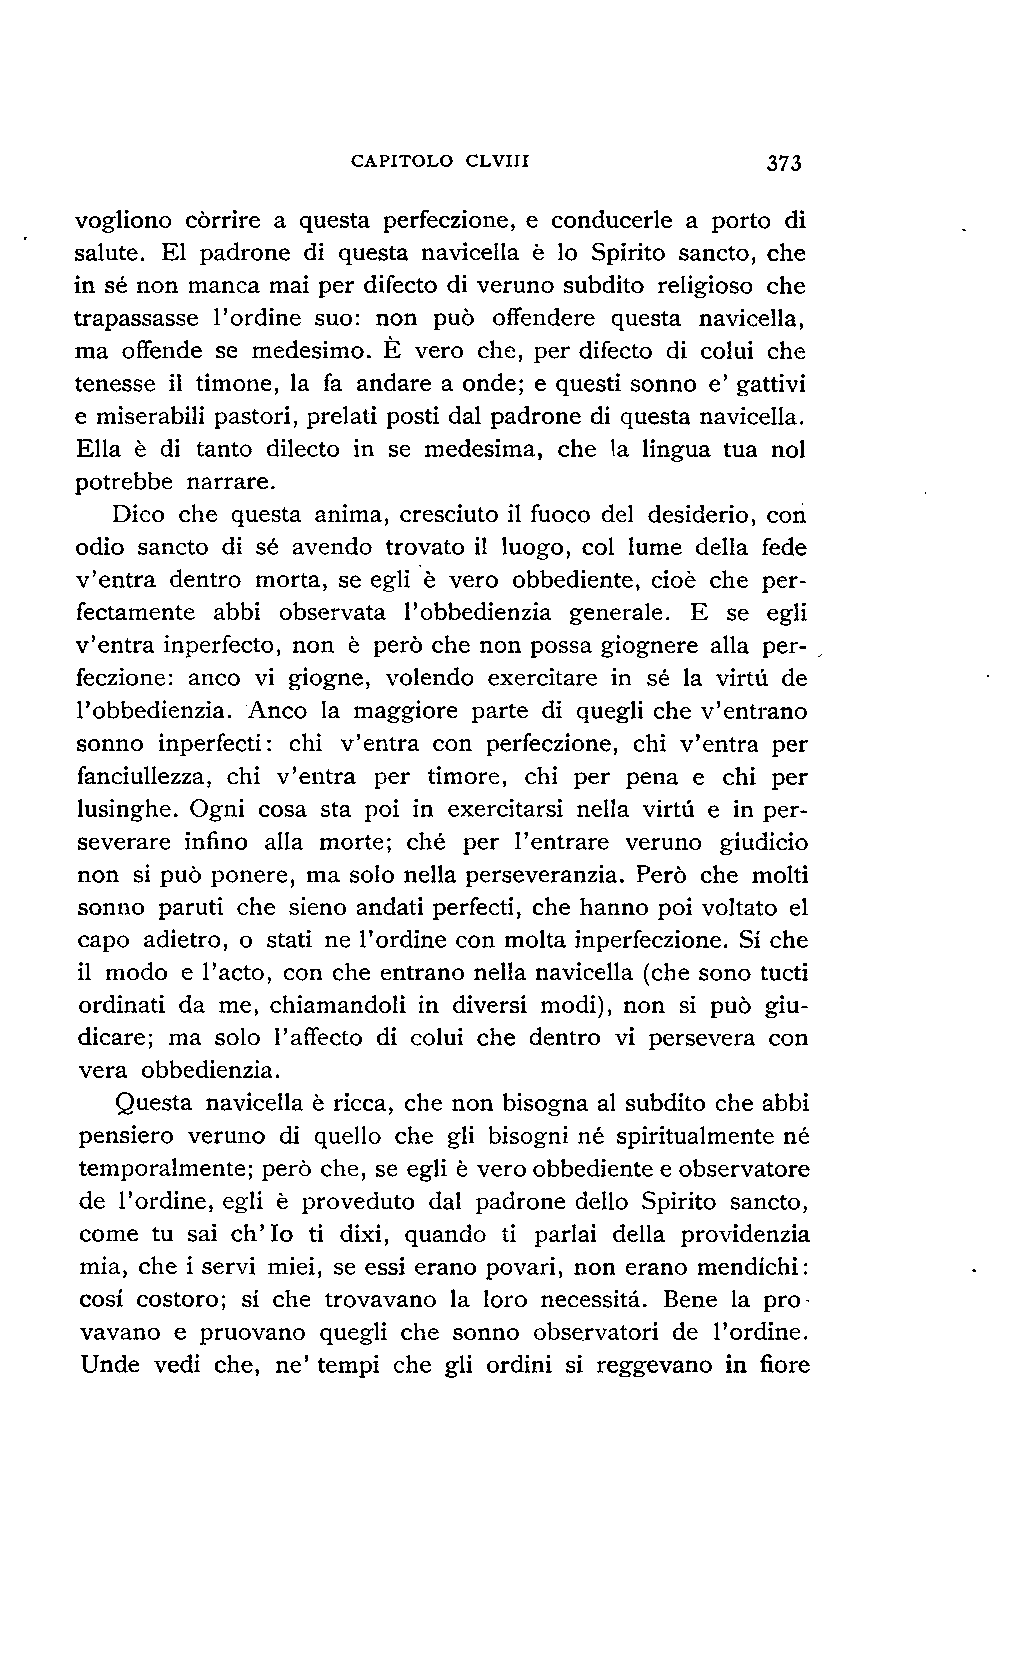 CAPITOLO CLVIII 373
vogliono còrrire a questa perfeczione, e conducerle a porto di
salute. El padrone di questa navicella è lo Spirito sancto, che
in sé non manca mai per difecto di veruno subdito religioso che
trapassasse l'ordine suo: non può offendere questa navicella,
ma offende se medesimo. È vero che, per difecto di colui che
tenesse il timone, la fa andare a onde; e questi sonno e' gattivi
e miserabili pastori, prelati posti dal padrone di questa navicella.
Ella è di tanto dilecto in se medesima, che la lingua tua nol
potrebbe narrare.
Dico che questa anima, cresciuto il fuoco del desiderio, con
odio sancto di sé avendo trovato il luogo, col lume della fede
v'entra dentro morta, se egli è vero obbediente, cioè che per-
fectamente abbi observata l'obbedienzia generale. E se egli
v'entra inperfecto, non è però che non possa giognere alla per-
feczione: anco vi giogne, volendo exercitare in sé la virtú de
l'obbedienzia. Anco la maggiore parte di quegli che v'entrano
sonno inperfecti: chi v'entra con perfeczione, chi v'entra per
fanciullezza, chi v'entra per timore, chi per pena e chi per
lusinghe. Ogni cosa sta poi in exercitarsi nella virtú e in per-
severare infino alla morte; ché per l'entrare veruno giudicio
non si può ponere, ma solo nella perseveranzia. Però che molti
sonno paruti che sieno andati perfecti, che hanno poi voltato el
capo adietro, o stati ne l'ordine con molta inperfeczione. Sí che
il modo e l'acto, con che entrano nella navicella (che sono tucti
ordinati da me, chiamandoli in diversi modi), non si può giu-
dicare; ma solo l'affecto di colui che dentro vi persevera con
vera obbedienzia.
Questa navicella è ricca, che non bisogna al subdito che abbi
pensiero veruno di quello che gli bisogni né spiritualmente né
temporalmente; però che, se egli è vero obbediente e observatore
de l'ordine, egli è proveduto dal padrone dello Spirito sancto,
come tu sai ch'Io ti dixi, quando ti parlai della providenzia
mia, che i servi miei, se essi erano povari, non erano mendíchi:
cosí costoro; sí che trovavano la loro necessitá. Bene la pro-
vavano e pruovano quegli che sonno observatori de l'ordine.
Unde vedi che, ne' tempi che gli ordini si reggevano in fiore